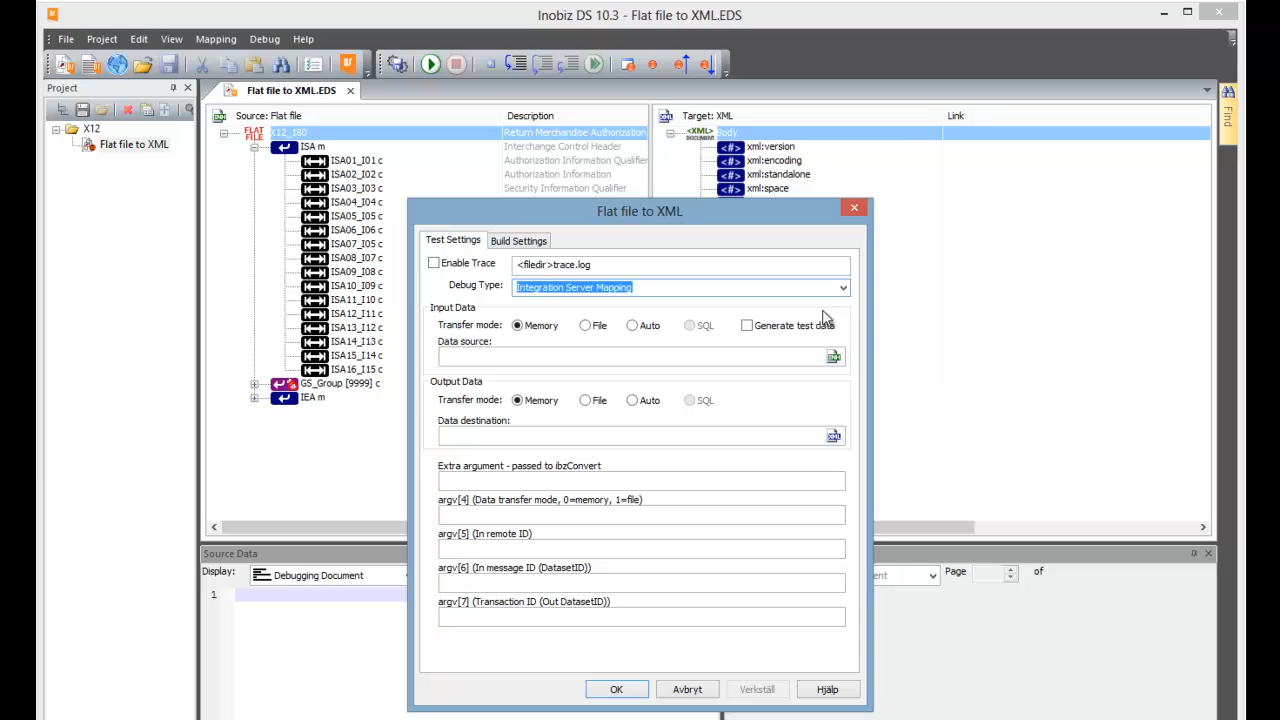 Inobiz DS 10.3 - Flat file to XML.EDS
File Project Edit View Mapping Debug Help
Project
Flat file to XML.EDS
X12
Flat file to XML
Source: Flat file Description
FLAT FILE X12_180 Return Merchandise Authorization
ISA m Interchange Control Header
ISA01_I01 c Authorization Information Qualifier
ISA02_I02 c Authorization Information
ISA03_I03 c Security Information Qualifier
ISA04_I04 c
ISA05_I05 c
ISA06_I06 c
ISA07_I05 c
ISA08_I07 c
ISA09_I08 c
ISA10_I09 c
ISA11_I10 c
ISA12_I11 c
ISA13_I12 c
ISA14_I13 c
ISA15_I14 c
ISA16_I15 c
GS_Group [9999] c
IEA m
Target: XML Link
<XML> DOCUMENT Body
<#> xml:version
<#> xml:encoding
<#> xml:standalone
<#> xml:space
Find
Flat file to XML
Test Settings Build Settings
Enable Trace <filedir>trace.log
Debug Type: Integration Server Mapping
Input Data
Transfer mode: Memory File Auto SQL Generate test data
Data source:
Output Data
Transfer mode: Memory File Auto SQL
Data destination:
Extra argument - passed to ibzConvert
argv[4] (Data transfer mode, 0=memory, 1=file)
argv[5] (In remote ID)
argv[6] (In message ID (DatasetID))
argv[7] (Transaction ID (Out DatasetID))
OK Avbryt Verkställ Hjälp
Source Data
Display: Debugging Document
1
Page of